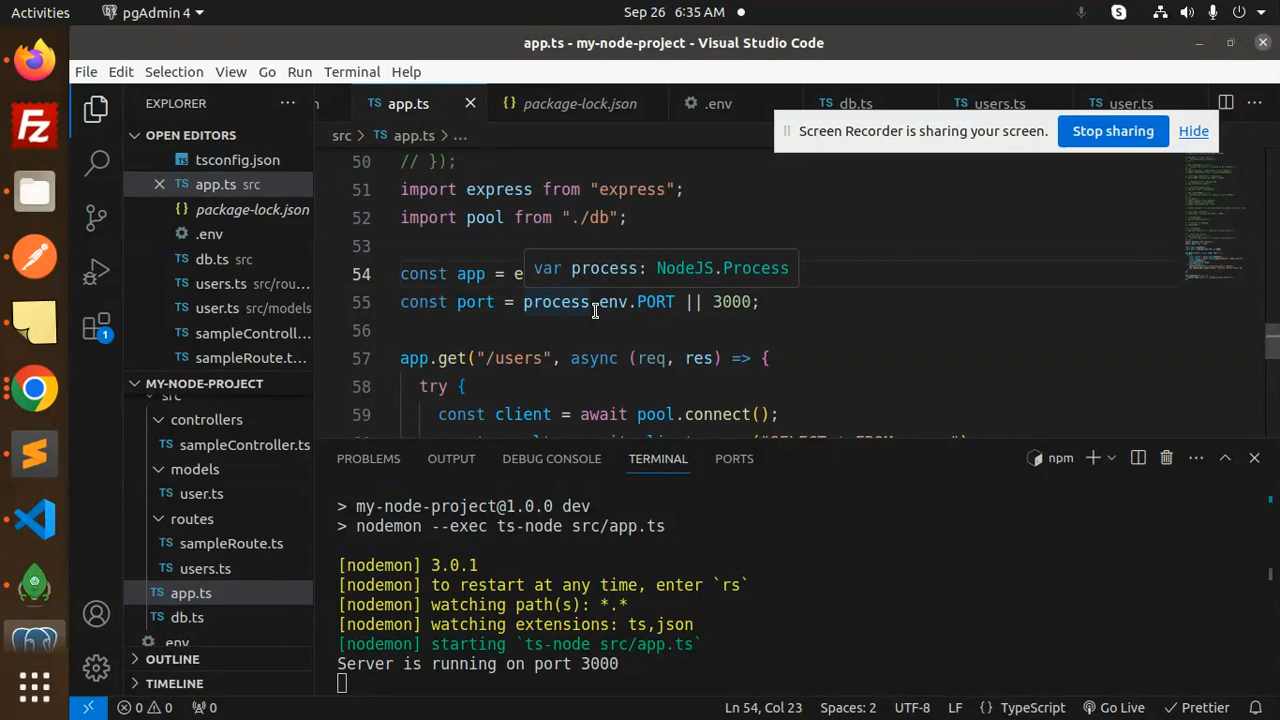 Activities
pgAdmin 4
Sep 26 6:35 AM
app.ts - my-node-project - Visual Studio Code
File Edit Selection View Go Run Terminal Help
EXPLORER
OPEN EDITORS
tsconfig.json
app.ts src
package-lock.json
.env
db.ts src
users.ts src/rou...
user.ts src/models
sampleControll...
sampleRoute.t...
MY-NODE-PROJECT
src
controllers
sampleController.ts
models
user.ts
routes
sampleRoute.ts
users.ts
app.ts
db.ts
.env
OUTLINE
TIMELINE
app.ts package-lock.json .env db.ts users.ts user.ts
Screen Recorder is sharing your screen. Stop sharing Hide
src app.ts ...
50 // });
51 import express from "express";
52 import pool from "./db";
53
var process: NodeJS.Process
54 const app = e
55 const port = process.env.PORT || 3000;
56
57 app.get("/users", async (req, res) => {
58 try {
59 const client = await pool.connect();
PROBLEMS OUTPUT DEBUG CONSOLE TERMINAL PORTS
npm
> my-node-project@1.0.0 dev
> nodemon --exec ts-node src/app.ts
[nodemon] 3.0.1
[nodemon] to restart at any time, enter `rs`
[nodemon] watching path(s): *.*
[nodemon] watching extensions: ts,json
[nodemon] starting `ts-node src/app.ts`
Server is running on port 3000
0 0 0 Ln 54, Col 23 Spaces: 2 UTF-8 LF {} TypeScript Go Live Prettier